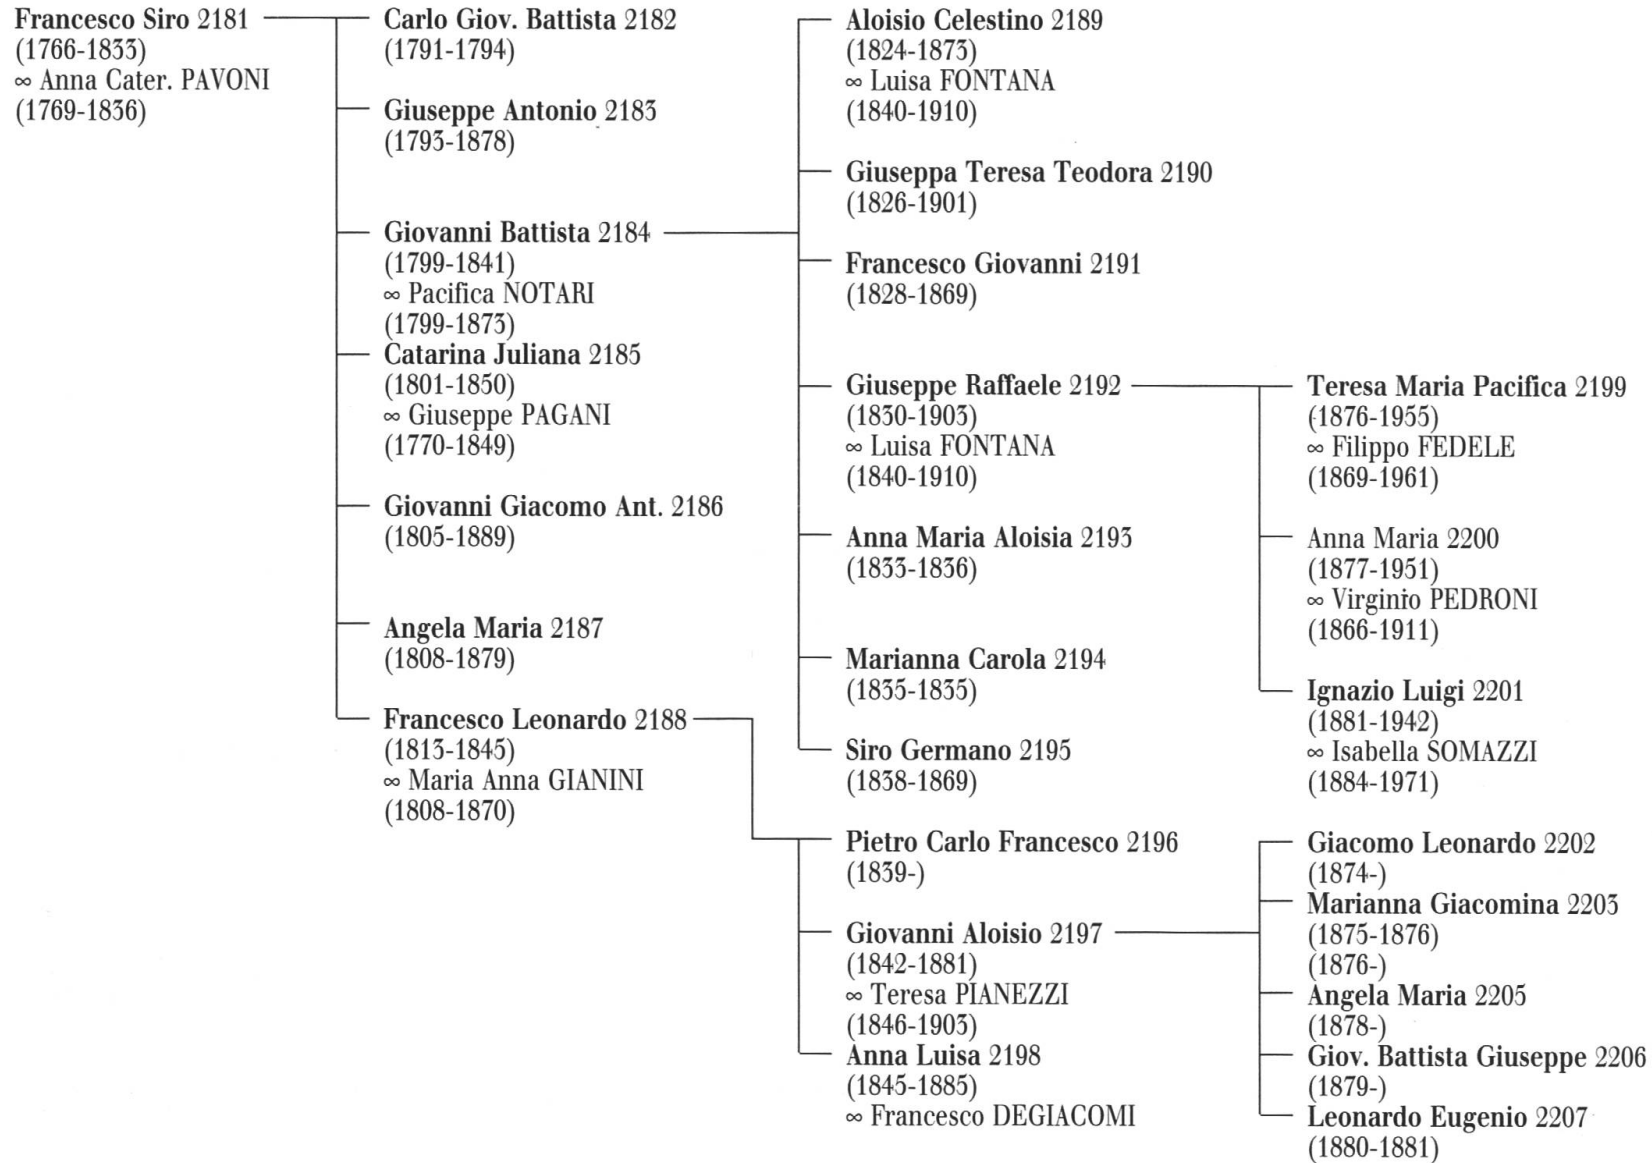 Francesco Siro 2181
(1766-1833)
∞ Anna Cater. PAVONI
(1769-1836)
Carlo Giov. Battista 2182
(1791-1794)
Giuseppe Antonio 2183
(1793-1878)
Giovanni Battista 2184
(1799-1841)
∞ Pacifica NOTARI
(1799-1873)
Catarina Juliana 2185
(1801-1850)
∞ Giuseppe PAGANI
(1770-1849)
Giovanni Giacomo Ant. 2186
(1805-1889)
Angela Maria 2187
(1808-1879)
Francesco Leonardo 2188
(1813-1845)
∞ Maria Anna GIANINI
(1808-1870)
Aloisio Celestino 2189
(1824-1873)
∞ Luisa FONTANA
(1840-1910)
Giuseppa Teresa Teodora 2190
(1826-1901)
Francesco Giovanni 2191
(1828-1869)
Giuseppe Raffaele 2192
(1830-1903)
∞ Luisa FONTANA
(1840-1910)
Anna Maria Aloisia 2193
(1833-1836)
Marianna Carola 2194
(1835-1835)
Siro Germano 2195
(1838-1869)
Pietro Carlo Francesco 2196
(1839-)
Giovanni Aloisio 2197
(1842-1881)
∞ Teresa PIANEZZI
(1846-1903)
Anna Luisa 2198
(1845-1885)
∞ Francesco DEGIACOMI
Teresa Maria Pacifica 2199
(1876-1955)
∞ Filippo FEDELE
(1869-1961)
Anna Maria 2200
(1877-1951)
∞ Virginio PEDRONI
(1866-1911)
Ignazio Luigi 2201
(1881-1942)
∞ Isabella SOMAZZI
(1884-1971)
Giacomo Leonardo 2202
(1874-)
Marianna Giacomina 2203
(1875-1876)
(1876-)
Angela Maria 2205
(1878-)
Giov. Battista Giuseppe 2206
(1879-)
Leonardo Eugenio 2207
(1880-1881)